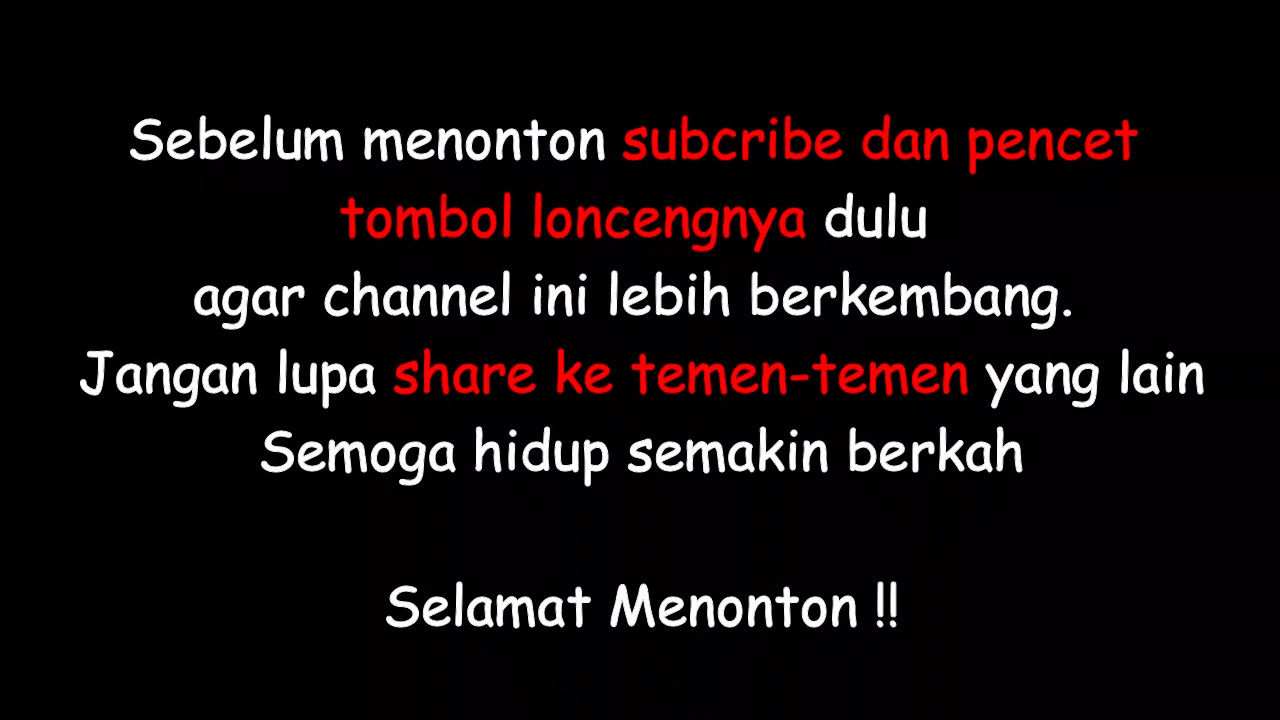 Sebelum menonton subcribe dan pencet
tombol loncengnya dulu
agar channel ini lebih berkembang.
Jangan lupa share ke temen-temen yang lain
Semoga hidup semakin berkah
Selamat Menonton !!